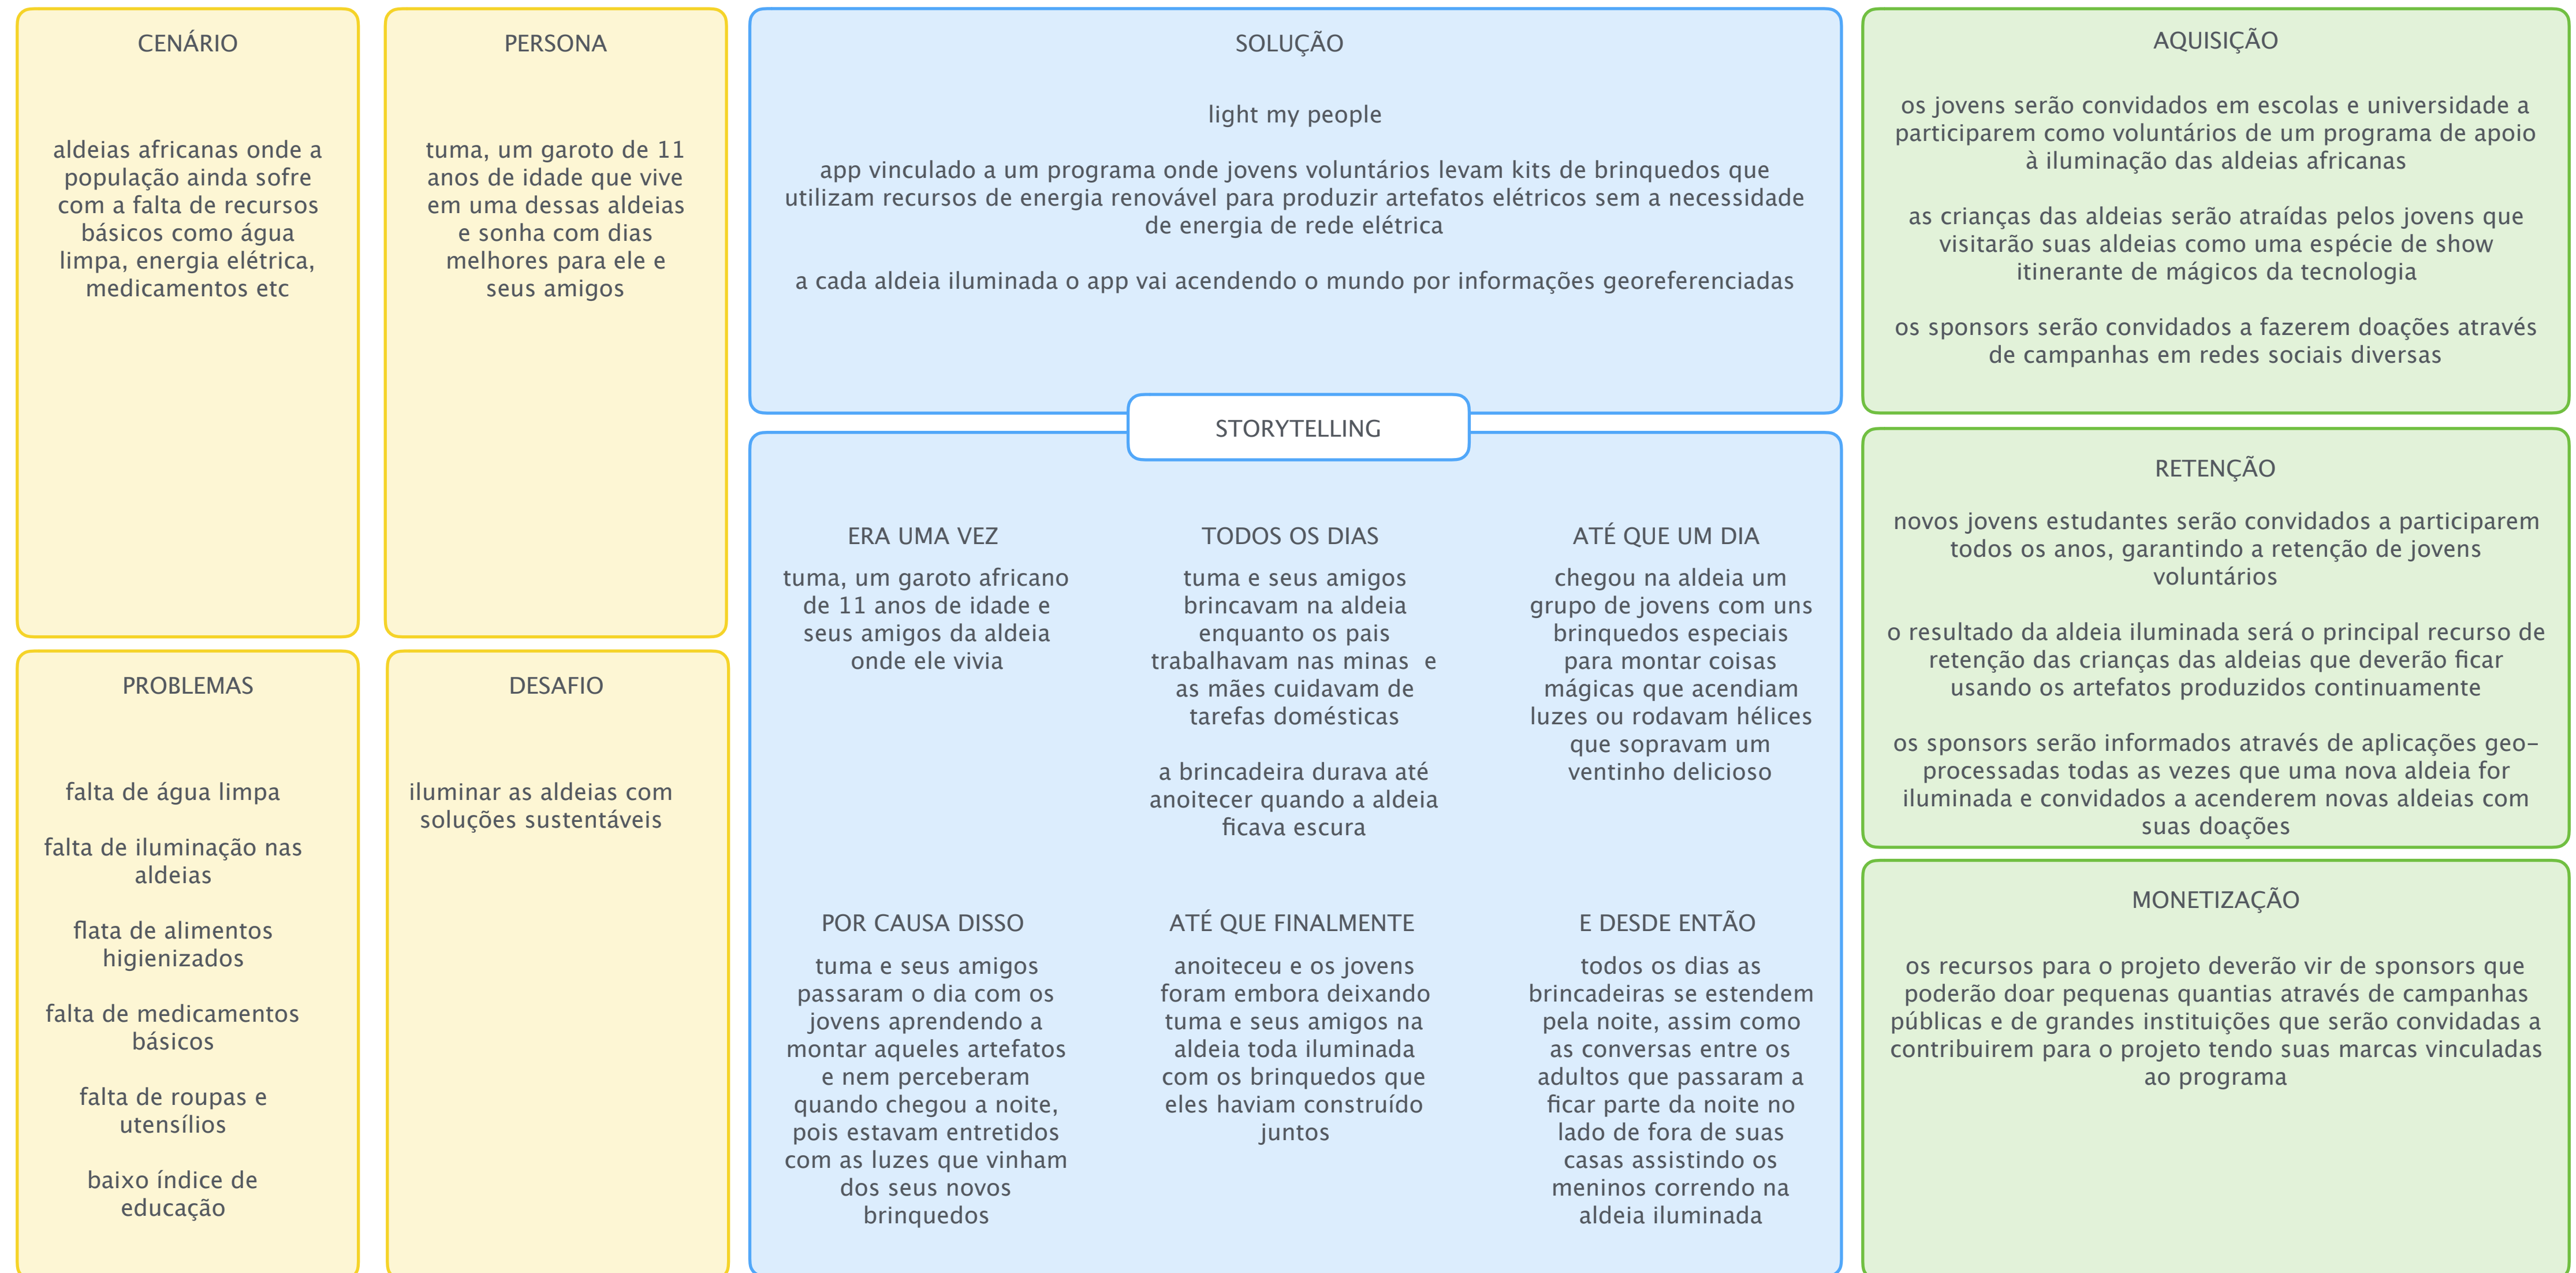 CENÁRIO
aldeias africanas onde a
população ainda sofre
com a falta de recursos
básicos como água
limpa, energia elétrica,
medicamentos etc
PERSONA
tuma, um garoto de 11
anos de idade que vive
em uma dessas aldeias
e sonha com dias
melhores para ele e
seus amigos
PROBLEMAS
falta de água limpa
falta de iluminação nas
aldeias
flata de alimentos
higienizados
falta de medicamentos
básicos
falta de roupas e
utensílios
baixo índice de
educação
DESAFIO
iluminar as aldeias com
soluções sustentáveis
SOLUÇÃO
light my people
app vinculado a um programa onde jovens voluntários levam kits de brinquedos que
utilizam recursos de energia renovável para produzir artefatos elétricos sem a necessidade
de energia de rede elétrica
a cada aldeia iluminada o app vai acendendo o mundo por informações georeferenciadas
STORYTELLING
ERA UMA VEZ
tuma, um garoto africano
de 11 anos de idade e
seus amigos da aldeia
onde ele vivia
TODOS OS DIAS
tuma e seus amigos
brincavam na aldeia
enquanto os pais
trabalhavam nas minas e
as mães cuidavam de
tarefas domésticas
a brincadeira durava até
anoitecer quando a aldeia
ficava escura
ATÉ QUE UM DIA
chegou na aldeia um
grupo de jovens com uns
brinquedos especiais
para montar coisas
mágicas que acendiam
luzes ou rodavam hélices
que sopravam um
ventinho delicioso
POR CAUSA DISSO
tuma e seus amigos
passaram o dia com os
jovens aprendendo a
montar aqueles artefatos
e nem perceberam
quando chegou a noite,
pois estavam entretidos
com as luzes que vinham
dos seus novos
brinquedos
ATÉ QUE FINALMENTE
anoiteceu e os jovens
foram embora deixando
tuma e seus amigos na
aldeia toda iluminada
com os brinquedos que
eles haviam construído
juntos
E DESDE ENTÃO
todos os dias as
brincadeiras se estendem
pela noite, assim como
as conversas entre os
adultos que passaram a
ficar parte da noite no
lado de fora de suas
casas assistindo os
meninos correndo na
aldeia iluminada
AQUISIÇÃO
os jovens serão convidados em escolas e universidade a
participarem como voluntários de um programa de apoio
à iluminação das aldeias africanas
as crianças das aldeias serão atraídas pelos jovens que
visitarão suas aldeias como uma espécie de show
itinerante de mágicos da tecnologia
os sponsors serão convidados a fazerem doações através
de campanhas em redes sociais diversas
RETENÇÃO
novos jovens estudantes serão convidados a participarem
todos os anos, garantindo a retenção de jovens
voluntários
o resultado da aldeia iluminada será o principal recurso de
retenção das crianças das aldeias que deverão ficar
usando os artefatos produzidos continuamente
os sponsors serão informados através de aplicações geo-
processadas todas as vezes que uma nova aldeia for
iluminada e convidados a acenderem novas aldeias com
suas doações
MONETIZAÇÃO
os recursos para o projeto deverão vir de sponsors que
poderão doar pequenas quantias através de campanhas
públicas e de grandes instituições que serão convidadas a
contribuirem para o projeto tendo suas marcas vinculadas
ao programa